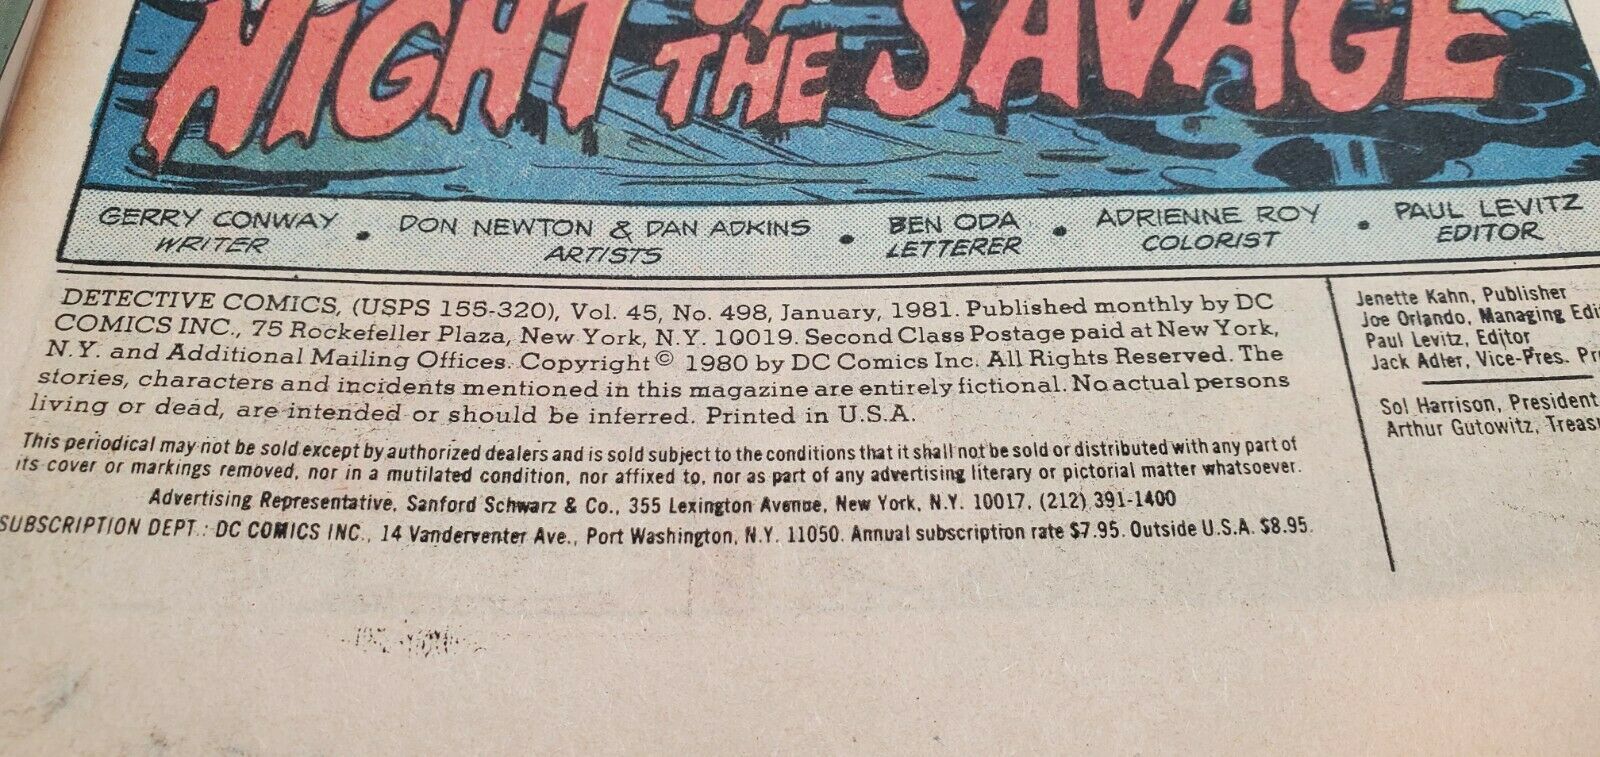 NIGHT OF
THE SAVAGE
GERRY CONWAY
WRITER
• DON NEWTON & DAN ADKINS
ARTISTS
• BEN ODA
LETTERER
• ADRIENNE ROY
COLORIST
• PAUL LEVITZ
EDITOR
DETECTIVE COMICS, (USPS 155-320), Vol. 45, No. 498, January, 1981. Published monthly by DC
COMICS INC., 75 Rockefeller Plaza, New York, N.Y. 10019. Second Class Postage paid at New York,
N.Y. and Additional Mailing Offices. Copyright © 1980 by DC Comics Inc. All Rights Reserved. The
stories, characters and incidents mentioned in this magazine are entirely fictional. No actual persons
living or dead, are intended or should be inferred. Printed in U.S.A.
This periodical may not be sold except by authorized dealers and is sold subject to the conditions that it shall not be sold or distributed with any part of
its cover or markings removed, nor in a mutilated condition, nor affixed to, nor as part of any advertising literary or pictorial matter whatsoever.
Advertising Representative, Sanford Schwarz & Co., 355 Lexington Avenue, New York, N.Y. 10017, (212) 391-1400
SUBSCRIPTION DEPT.: DC COMICS INC., 14 Vanderventer Ave., Port Washington, N.Y. 11050. Annual subscription rate $7.95. Outside U.S.A. $8.95.
Jenette Kahn, Publisher
Joe Orlando, Managing Edi
Paul Levitz, Editor
Jack Adler, Vice-Pres. Pr
Sol Harrison, President
Arthur Gutowitz, Treas